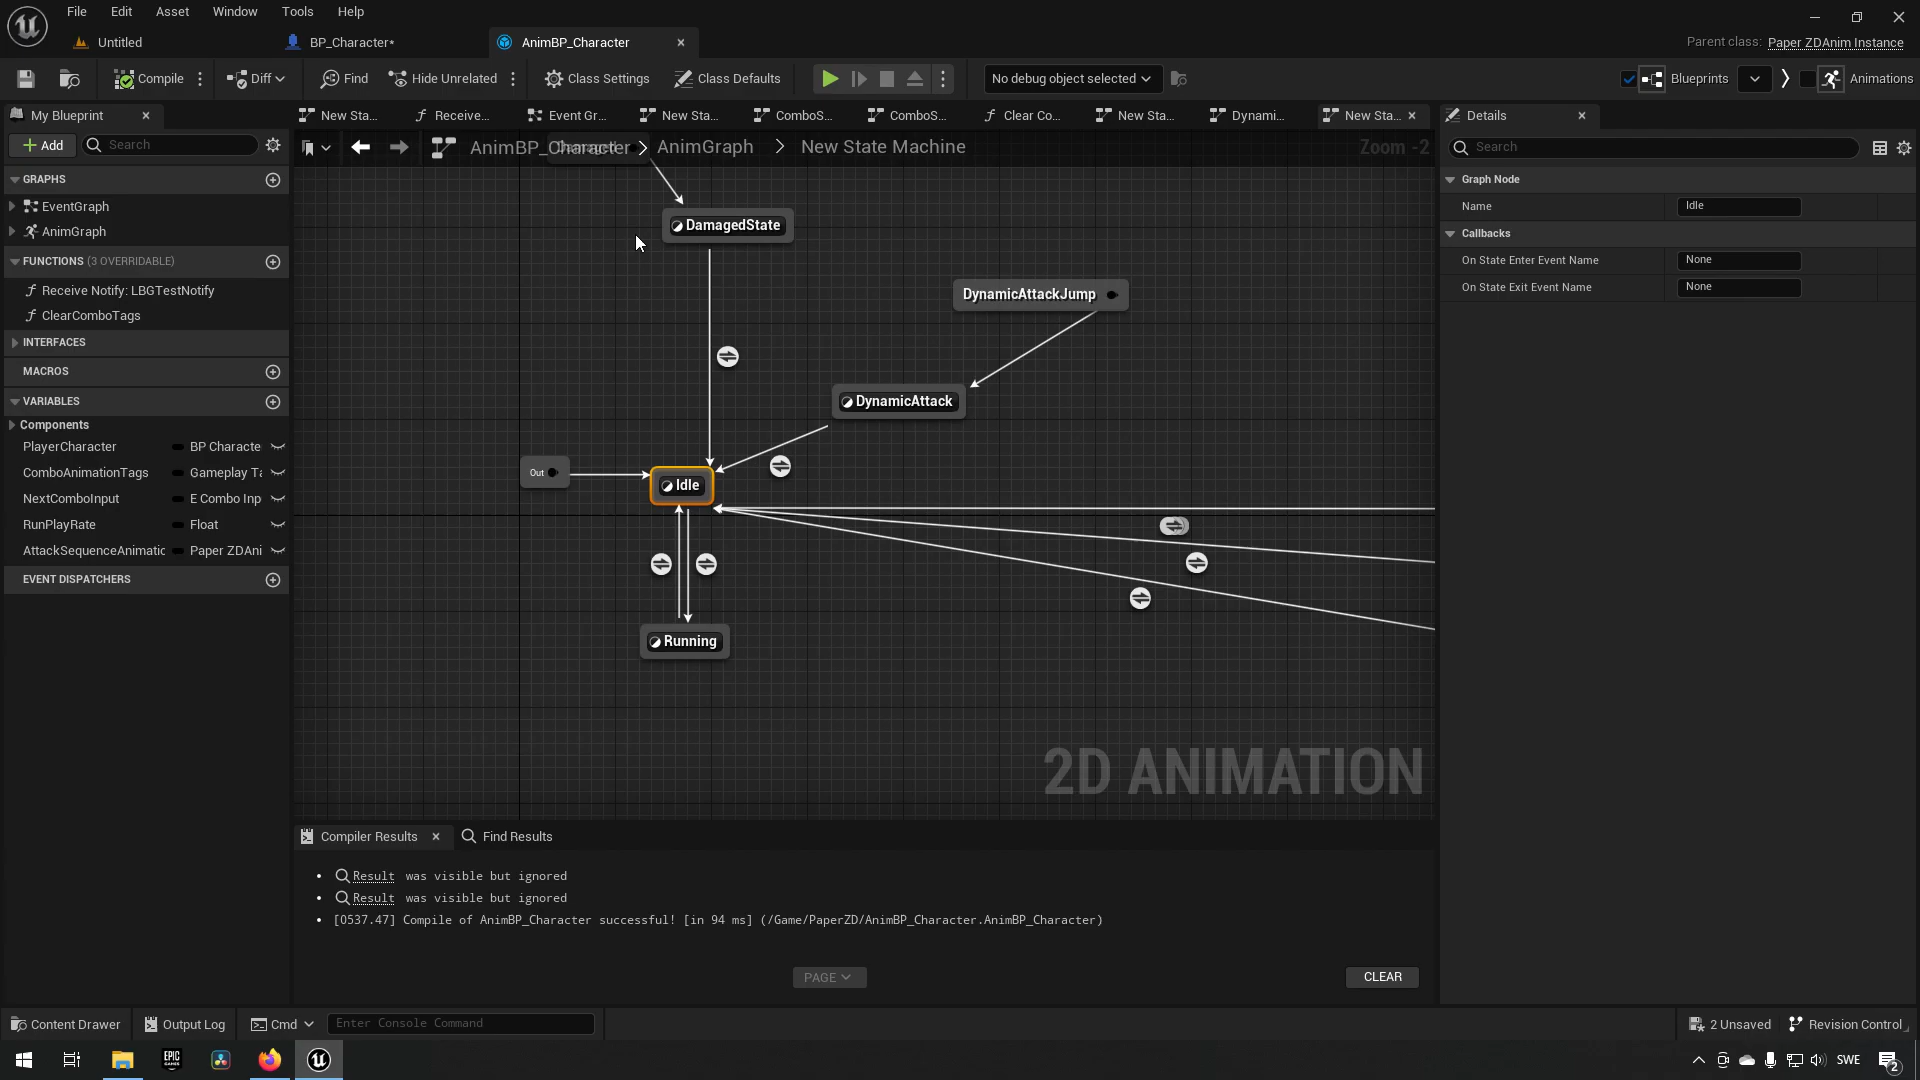 File Edit Asset Window Tools Help
Untitled BP_Character* AnimBP_Character
Parent class: Paper ZDAnim Instance
Compile Diff Find Hide Unrelated Class Settings Class Defaults No debug object selected Blueprints Animations
My Blueprint New Sta... Receive... Event Gr... New Sta... ComboS... ComboS... Clear Co... New Sta... Dynami... New Sta... Details
Add Search
AnimBP_Character > AnimGraph > New State Machine Zoom -2
Search
GRAPHS
EventGraph
AnimGraph
FUNCTIONS (3 OVERRIDABLE)
Receive Notify: LBGTestNotify
ClearComboTags
INTERFACES
MACROS
VARIABLES
Components
PlayerCharacter BP Characte
ComboAnimationTags Gameplay Ta
NextComboInput E Combo Inp
RunPlayRate Float
AttackSequenceAnimatic Paper ZDAni
EVENT DISPATCHERS
DamagedState
DynamicAttackJump
DynamicAttack
Out
Idle
Running
2D ANIMATION
Graph Node
Name Idle
Callbacks
On State Enter Event Name None
On State Exit Event Name None
Compiler Results Find Results
Result was visible but ignored
Result was visible but ignored
[0537.47] Compile of AnimBP_Character successful! [in 94 ms] (/Game/PaperZD/AnimBP_Character.AnimBP_Character)
PAGE CLEAR
Content Drawer Output Log Cmd Enter Console Command 2 Unsaved Revision Control
EPIC GAMES
SWE 2